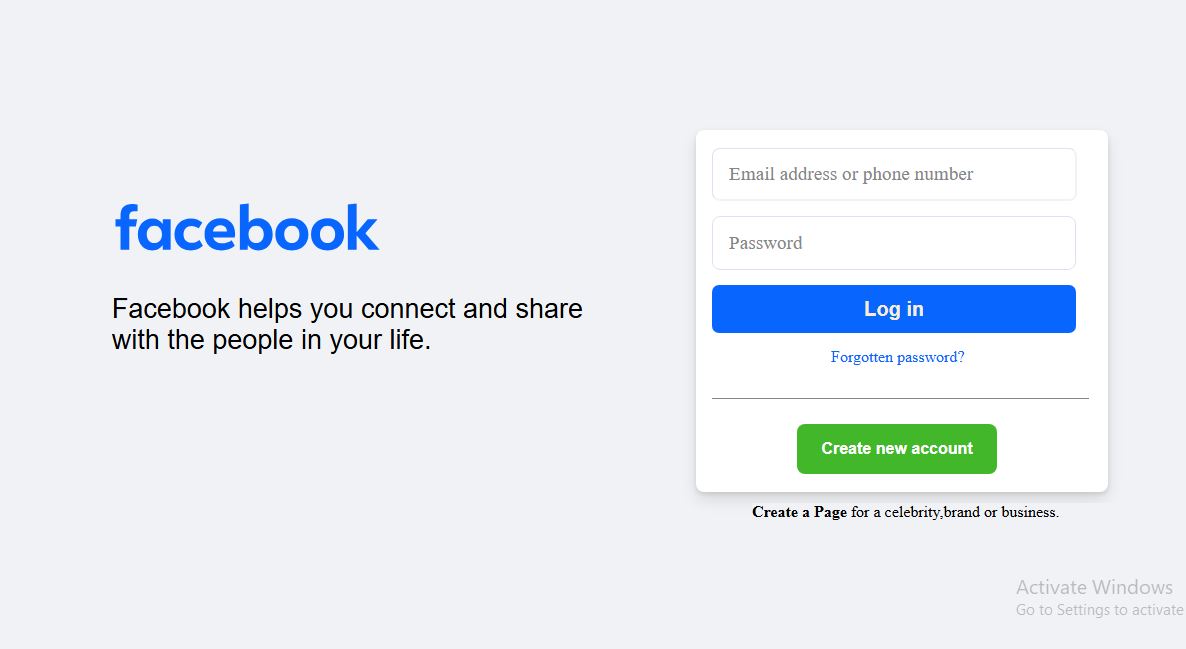 facebook
Facebook helps you connect and share
with the people in your life.
Email address or phone number
Password
Log in
Forgotten password?
Create new account
Create a Page for a celebrity,brand or business.
Activate Windows
Go to Settings to activate